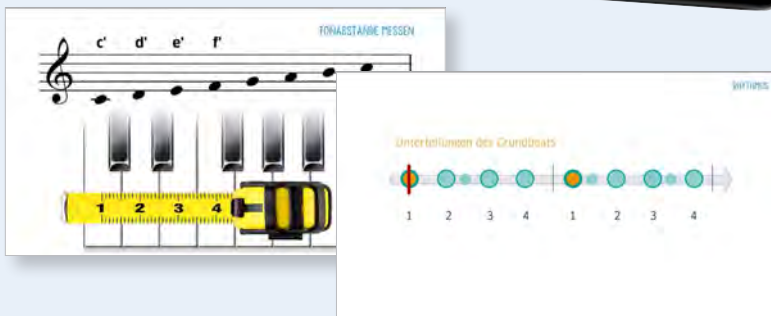 TONABSTÄNDE MESSEN
c' d' e' f'
1 2 3 4
RHYTHMUS
Unterteilungen des Grundbeats
1 2 3 4 1 2 3 4